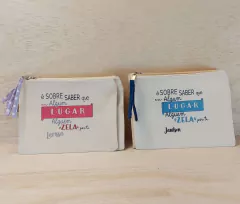 é SOBRE SABER que
em Algum
LUGAR
Alguém
ZELA por ti
é SOBRE SABER que
em Algum
LUGAR
Alguém
ZELA por ti